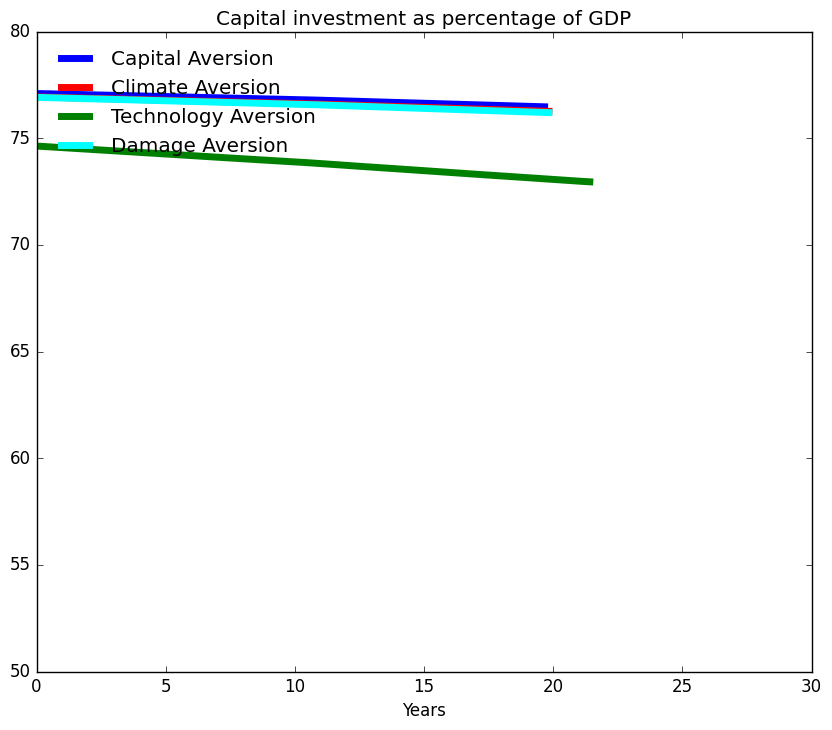 Capital investment as percentage of GDP
80
75
70
65
60
55
50
Capital Aversion
Climate Aversion
Technology Aversion
Damage Aversion
0 5 10 15 20 25 30
Years